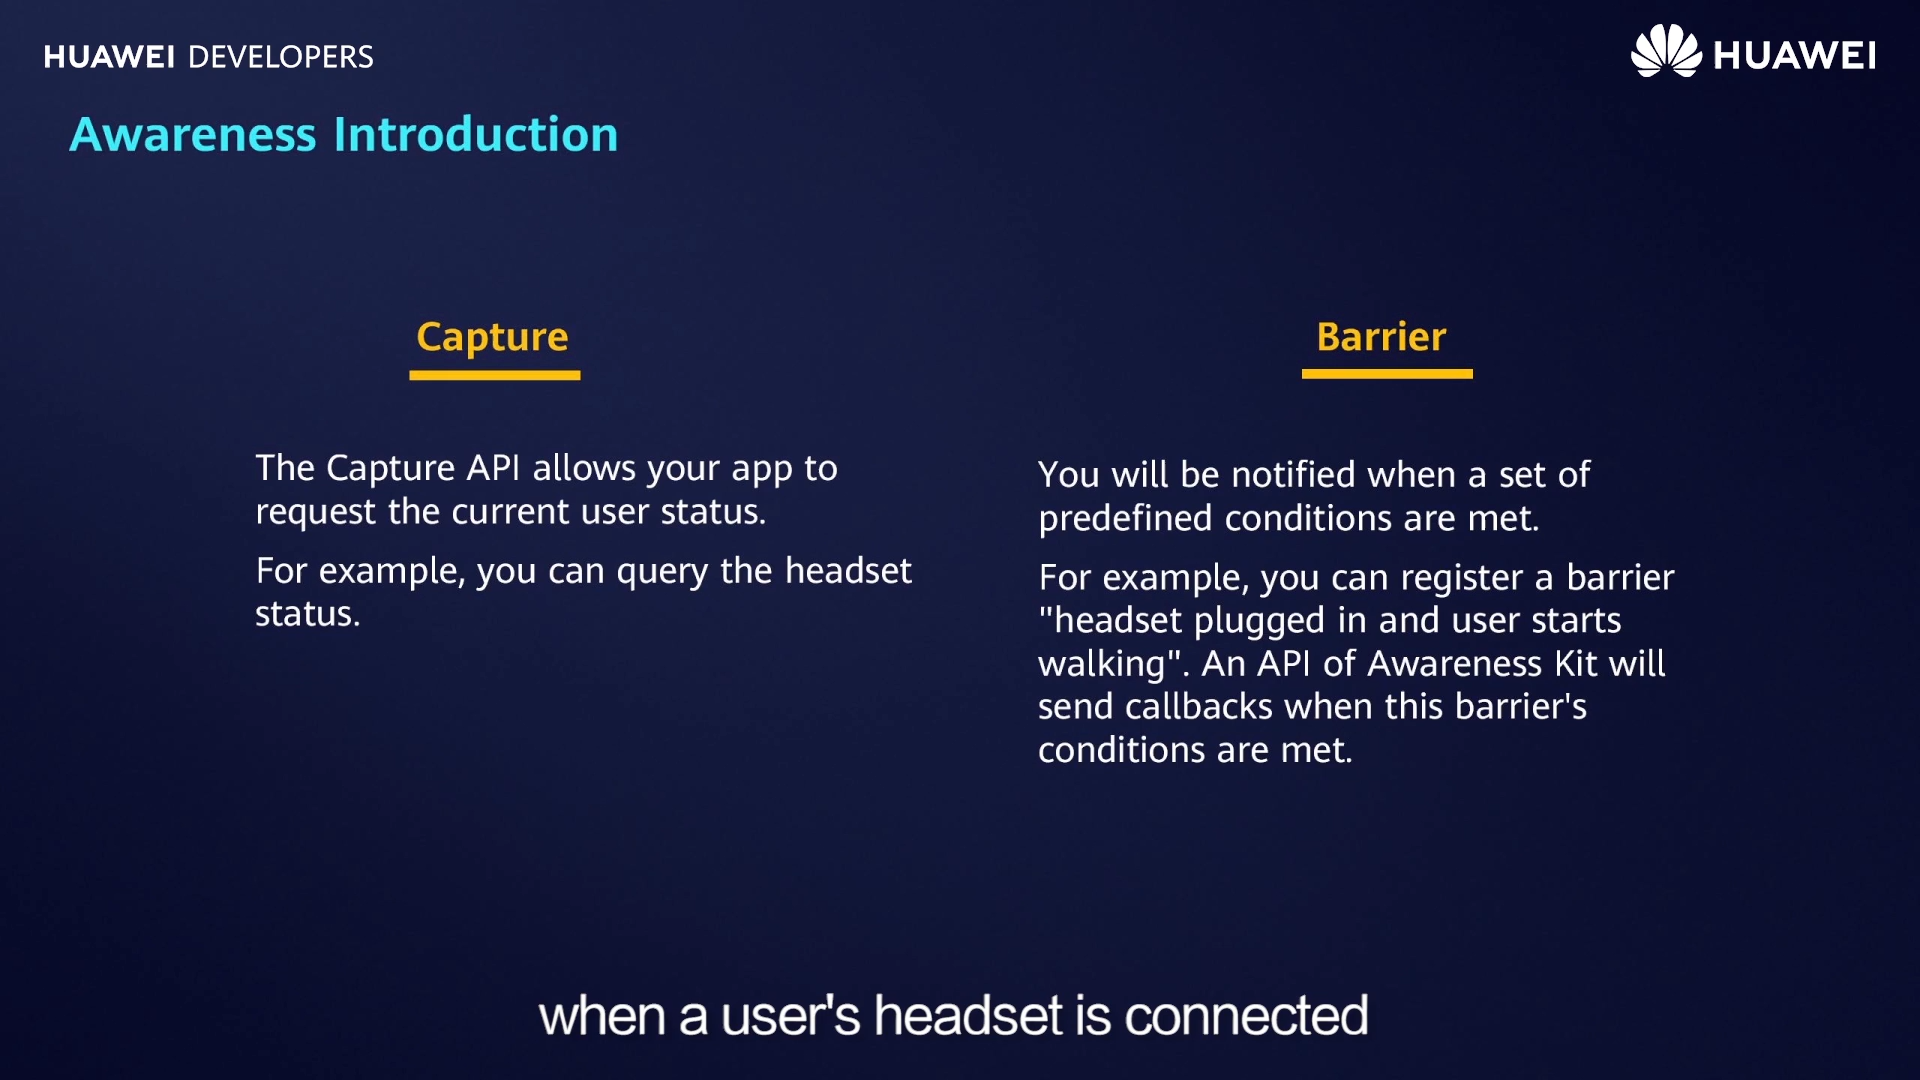 HUAWEI DEVELOPERS
HUAWEI
Awareness Introduction
Capture
The Capture API allows your app to
request the current user status.
For example, you can query the headset
status.
Barrier
You will be notified when a set of
predefined conditions are met.
For example, you can register a barrier
"headset plugged in and user starts
walking". An API of Awareness Kit will
send callbacks when this barrier's
conditions are met.
when a user's headset is connected